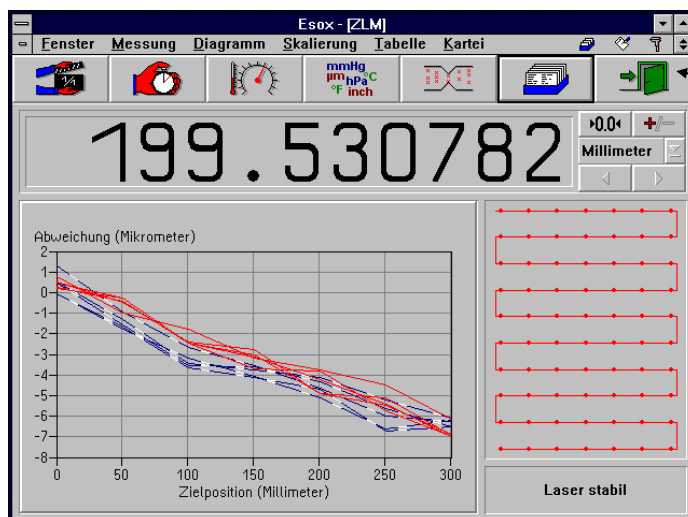 Esox - [ZLM]
Fenster Messung Diagramm Skalierung Tabelle Kartei
mmHg
µm hPa °C
°F inch
199.530782
0.0 +/−
Millimeter
Abweichung (Mikrometer)
2
1
0
-1
-2
-3
-4
-5
-6
-7
-8
0 50 100 150 200 250 300
Zielposition (Millimeter)
Laser stabil